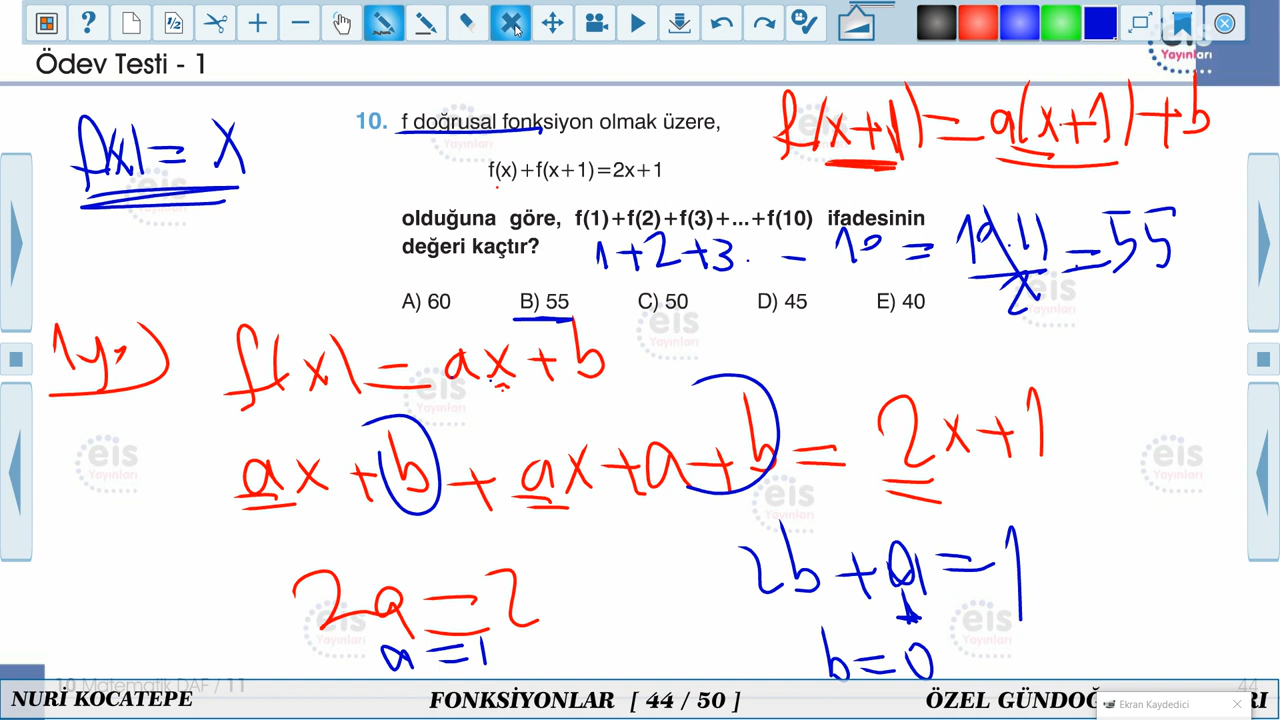 Ödev Testi - 1
eis
Yayınları
f(x+1) = a(x+1)+b
f(x) = x
10. f doğrusal fonksiyon olmak üzere,
f(x)+f(x+1)=2x+1
olduğuna göre, f(1)+f(2)+f(3)+...+f(10) ifadesinin
değeri kaçtır?
1+2+3. - 10 = 10.11/2 = 55
A) 60 B) 55 C) 50 D) 45 E) 40
1y.) f(x) = ax+b
ax+b + ax+a+b = 2x+1
2a = 2
2b+a=1
1
a=1
b=0
10 Matematik DAF / 11
44
NURİ KOCATEPE FONKSİYONLAR [ 44 / 50 ] ÖZEL GÜNDOĞ
Ekran Kaydedici